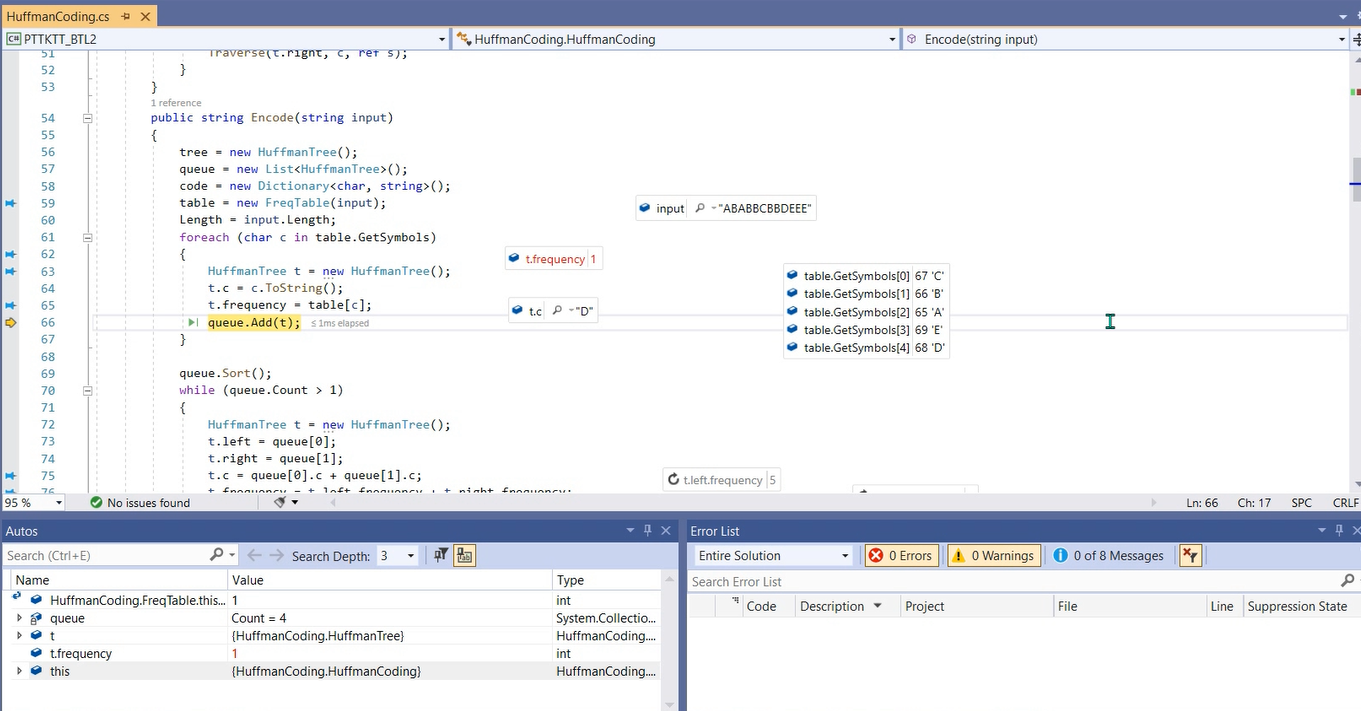 HuffmanCoding.cs
PTTKTT_BTL2 HuffmanCoding.HuffmanCoding Encode(string input)
51 Traverse(t.right, c, ref s);
52 }
53 }
1 reference
54 public string Encode(string input)
55 {
56 tree = new HuffmanTree();
57 queue = new List<HuffmanTree>();
58 code = new Dictionary<char, string>();
59 table = new FreqTable(input);
input "ABABBCBBDEEE"
60 Length = input.Length;
61 foreach (char c in table.GetSymbols)
62 {
t.frequency 1
63 HuffmanTree t = new HuffmanTree();
64 t.c = c.ToString();
65 t.frequency = table[c];
t.c "D"
table.GetSymbols[0] 67 'C'
table.GetSymbols[1] 66 'B'
table.GetSymbols[2] 65 'A'
table.GetSymbols[3] 69 'E'
table.GetSymbols[4] 68 'D'
66 queue.Add(t); ≤ 1ms elapsed
67 }
68
69 queue.Sort();
70 while (queue.Count > 1)
71 {
72 HuffmanTree t = new HuffmanTree();
73 t.left = queue[0];
74 t.right = queue[1];
75 t.c = queue[0].c + queue[1].c;
t.left.frequency 5
76 t.frequency = t.left.frequency + t.right.frequency;
95 % No issues found Ln: 66 Ch: 17 SPC CRLF
Autos
Search (Ctrl+E) Search Depth: 3
Name Value Type
HuffmanCoding.FreqTable.this... 1 int
queue Count = 4 System.Collectio...
t {HuffmanCoding.HuffmanTree} HuffmanCoding....
t.frequency 1 int
this {HuffmanCoding.HuffmanCoding} HuffmanCoding....
Error List
Entire Solution 0 Errors 0 Warnings 0 of 8 Messages
Search Error List
Code Description Project File Line Suppression State